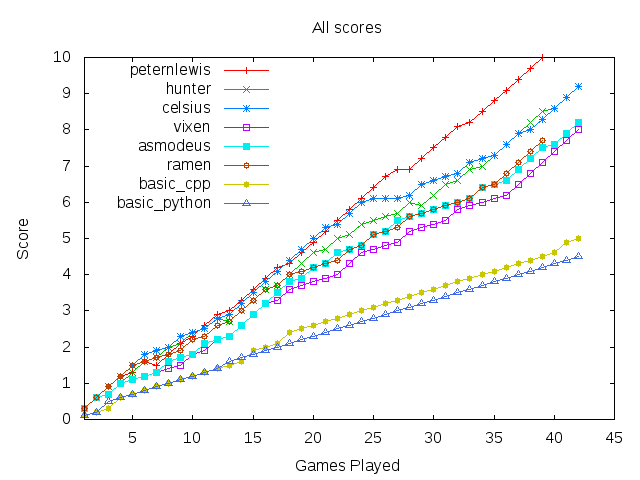 All scores
10
9
8
7
6
5
4
3
2
1
0
Score
peternlewis
hunter
celsius
vixen
asmodeus
ramen
basic_cpp
basic_python
5 10 15 20 25 30 35 40 45
Games Played